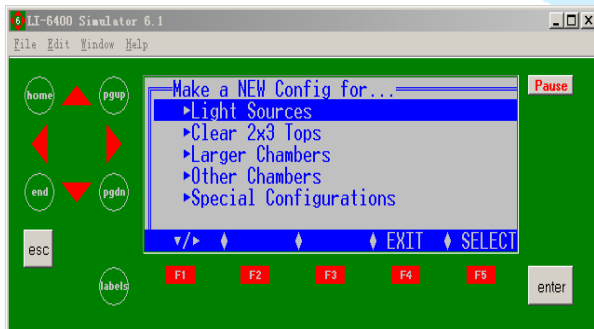 6 LI-6400 Simulator 6.1
File Edit Window Help
home
pgup
Pause
Make a NEW Config for...
▸Light Sources
▸Clear 2x3 Tops
▸Larger Chambers
▸Other Chambers
▸Special Configurations
end
pgdn
esc
▾/▸ ♦ ♦ ♦ EXIT ♦ SELECT
labels
F1 F2 F3 F4 F5
enter